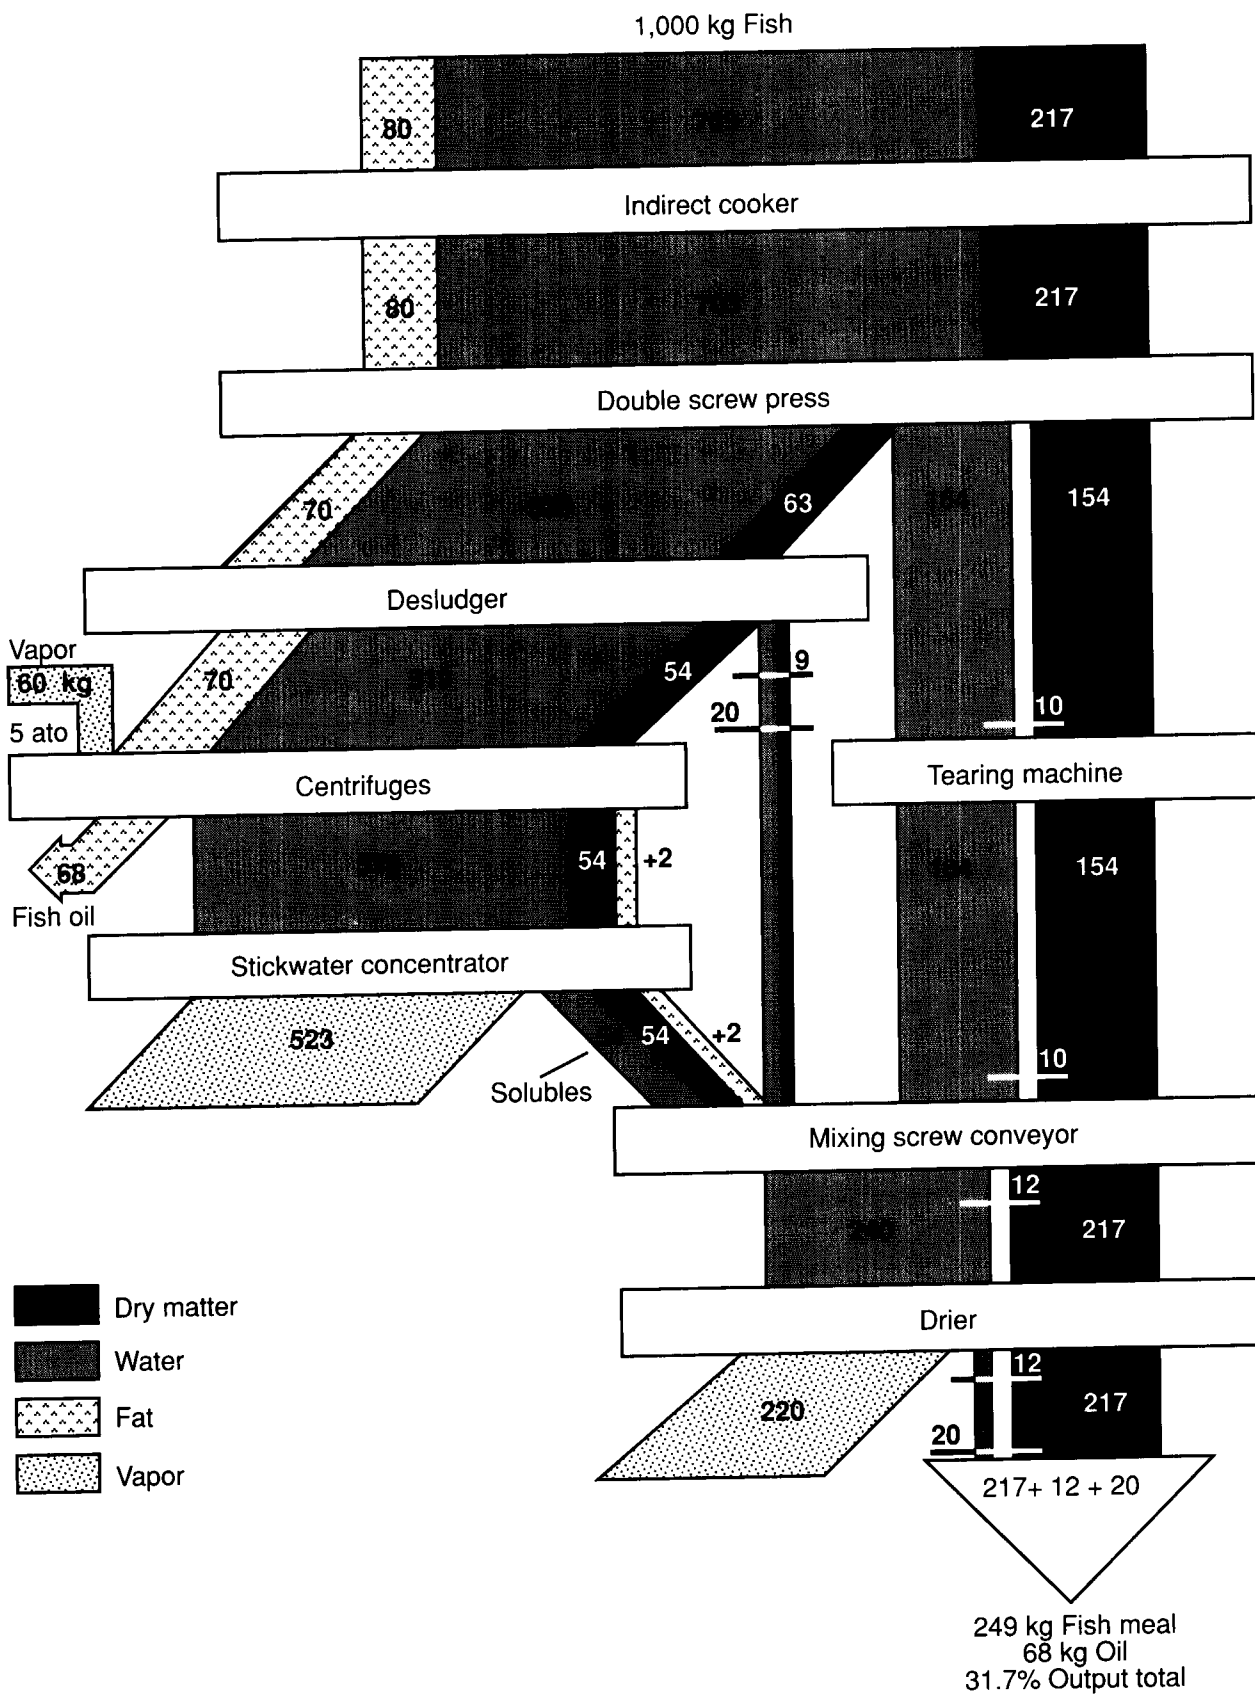 1,000 kg Fish
80
217
Indirect cooker
80
217
Double screw press
70
63
154
Desludger
Vapor
60 kg
5 ato
70
54
9
20
10
Centrifuges
Tearing machine
68
Fish oil
54
+2
154
Stickwater concentrator
523
54
+2
Solubles
10
Mixing screw conveyor
12
217
Drier
12
220
217
20
217+ 12 + 20
Dry matter
Water
Fat
Vapor
249 kg Fish meal
68 kg Oil
31.7% Output total